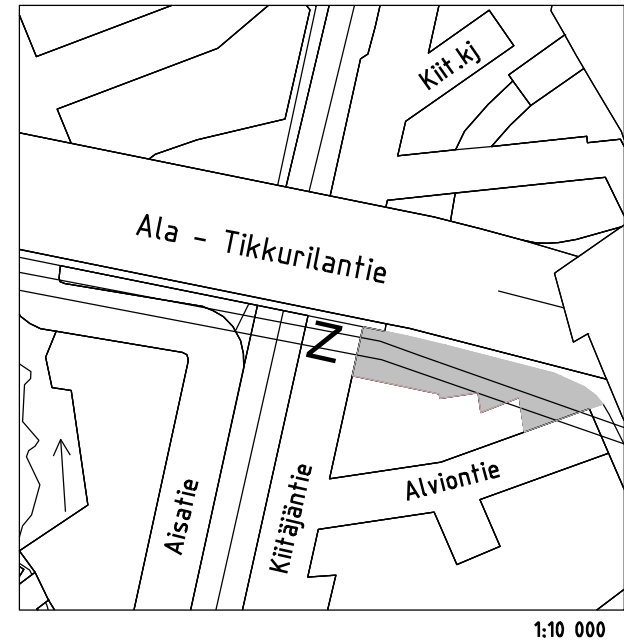 Kiit.kj
Ala - Tikkurilantie
Z
Alviontie
Aisatie
Kiitäjäntie
1:10 000